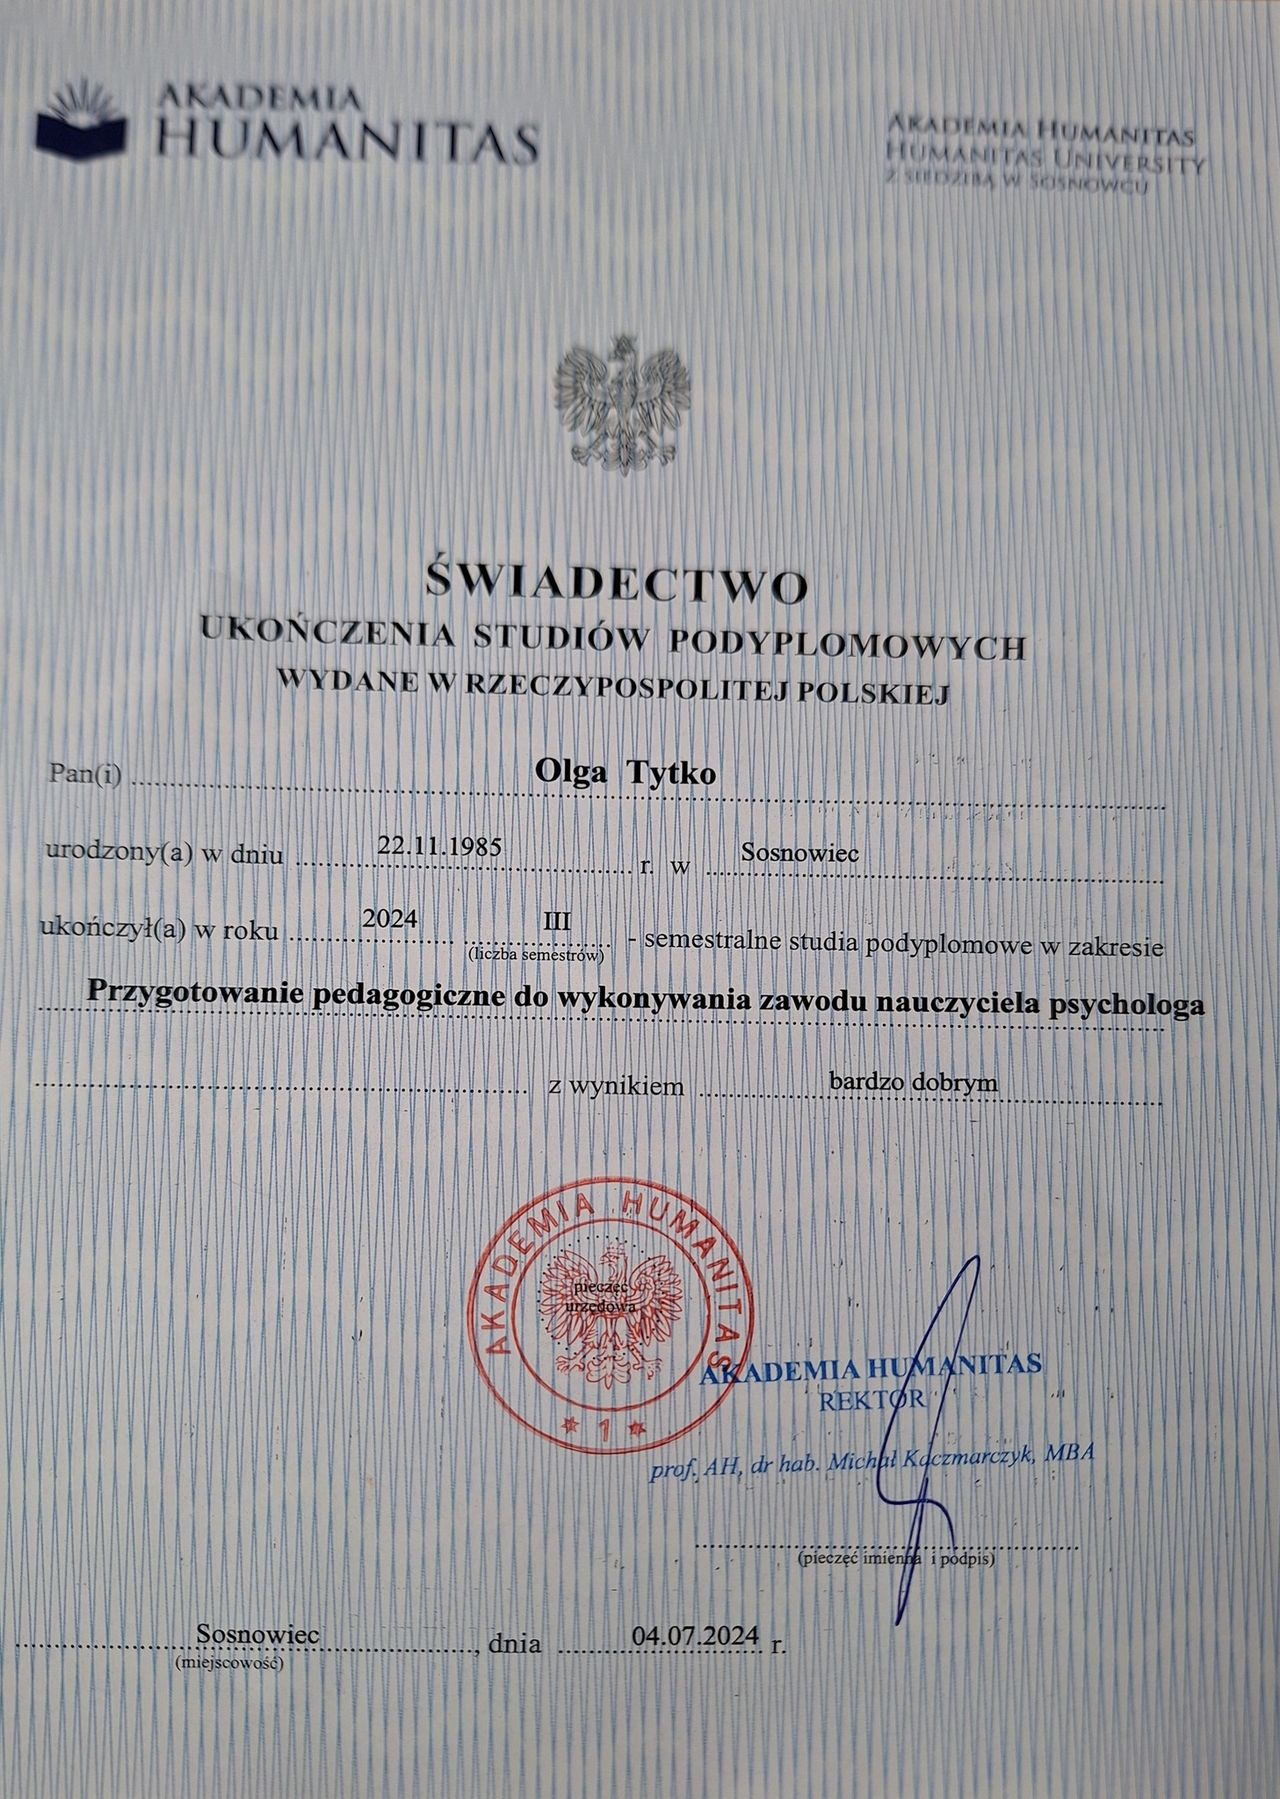 AKADEMIA
HUMANITAS
AKADEMIA HUMANITAS
HUMANITAS UNIVERSITY
Z SIEDZIBĄ W SOSNOWCU
ŚWIADECTWO
UKOŃCZENIA STUDIÓW PODYPLOMOWYCH
WYDANE W RZECZYPOSPOLITEJ POLSKIEJ
Pan(i) Olga Tytko
urodzony(a) w dniu 22.11.1985 r. w Sosnowiec
ukończył(a) w roku 2024 III - semestralne studia podyplomowe w zakresie
(liczba semestrów)
Przygotowanie pedagogiczne do wykonywania zawodu nauczyciela psychologa
z wynikiem bardzo dobrym
AKADEMIA HUMANITAS
pieczęć
urzędowa
* 1 *
AKADEMIA HUMANITAS
REKTOR
prof. AH, dr hab. Michał Kaczmarczyk, MBA
(pieczęć imienna i podpis)
Sosnowiec, dnia 04.07.2024 r.
(miejscowość)